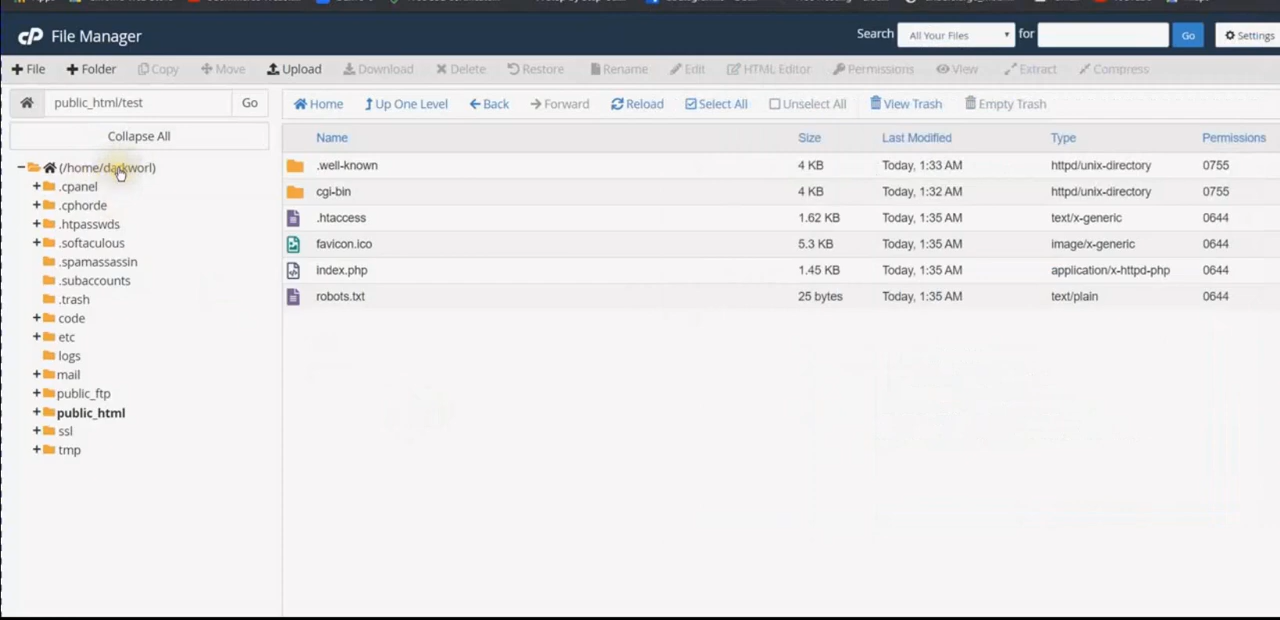 File Manager
Search All Your Files for Go Settings
File Folder Copy Move Upload Download Delete Restore Rename Edit HTML Editor Permissions View Extract Compress
public_html/test Go
Home Up One Level Back Forward Reload Select All Unselect All View Trash Empty Trash
Collapse All
Name Size Last Modified Type Permissions
(/home/darkworl)
.cpanel
.cphorde
.htpasswds
.softaculous
.spamassassin
.subaccounts
.trash
code
etc
logs
mail
public_ftp
public_html
ssl
tmp
.well-known 4 KB Today, 1:33 AM httpd/unix-directory 0755
cgi-bin 4 KB Today, 1:32 AM httpd/unix-directory 0755
.htaccess 1.62 KB Today, 1:35 AM text/x-generic 0644
favicon.ico 5.3 KB Today, 1:35 AM image/x-generic 0644
index.php 1.45 KB Today, 1:35 AM application/x-httpd-php 0644
robots.txt 25 bytes Today, 1:35 AM text/plain 0644